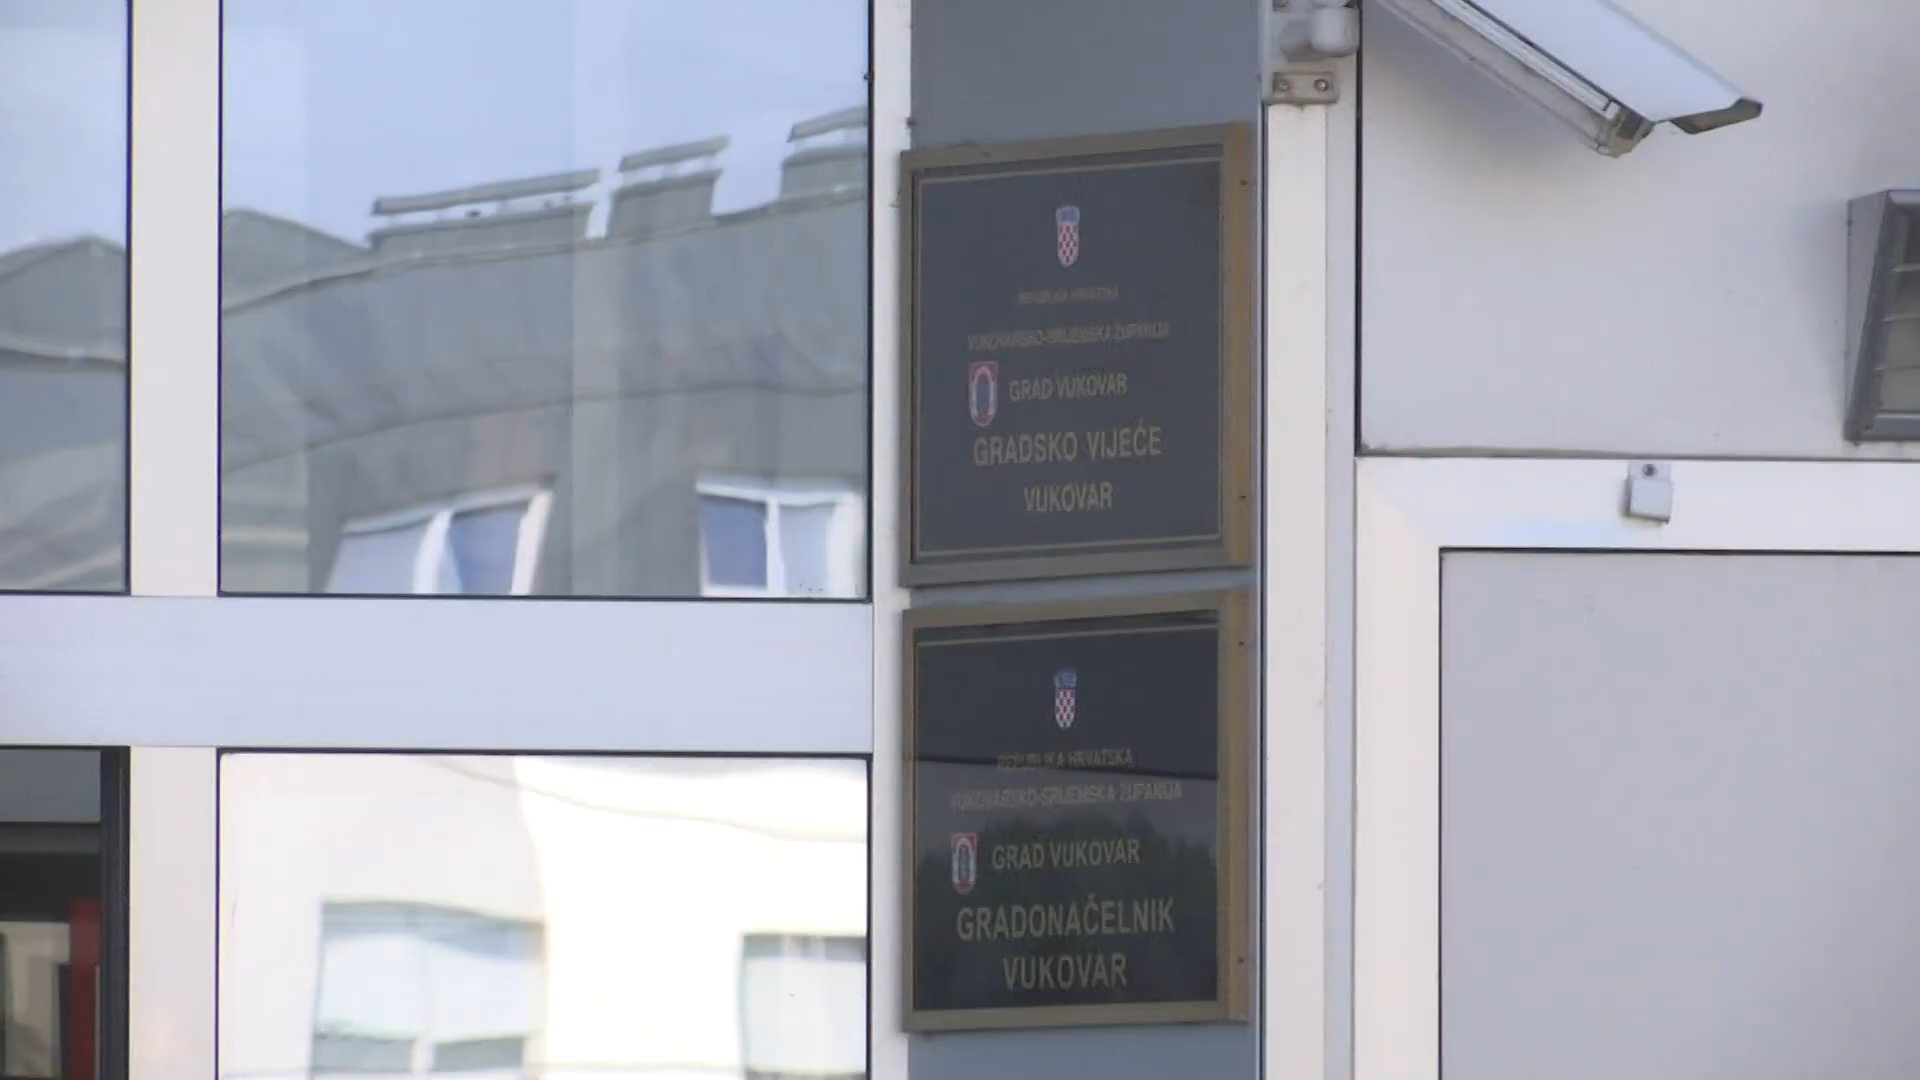 REPUBLIKA HRVATSKA
VUKOVARSKO-SRIJEMSKA ŽUPANIJA
GRAD VUKOVAR
GRADSKO VIJEĆE
VUKOVAR
REPUBLIKA HRVATSKA
VUKOVARSKO-SRIJEMSKA ŽUPANIJA
GRAD VUKOVAR
GRADONAČELNIK
VUKOVAR